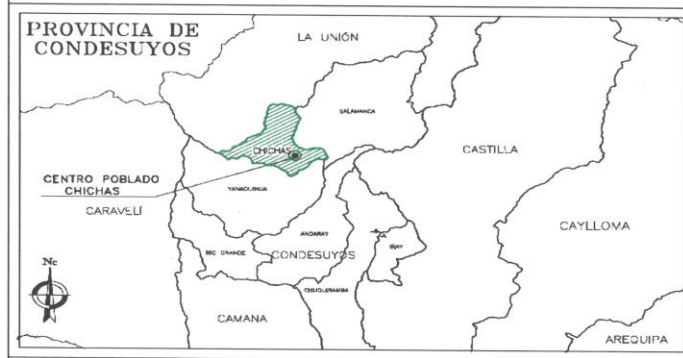 PROVINCIA DE
CONDESUYOS
LA UNIÓN
SALAMANCA
CHICHAS
CASTILLA
CENTRO POBLADO
CHICHAS
YANAQUIHUA
CARAVELÍ
CAYLLOMA
ANDARAY
RIO GRANDE
CONDESUYOS
IRAY
Nc
CHUQUIBAMBA
CAMANA
AREQUIPA